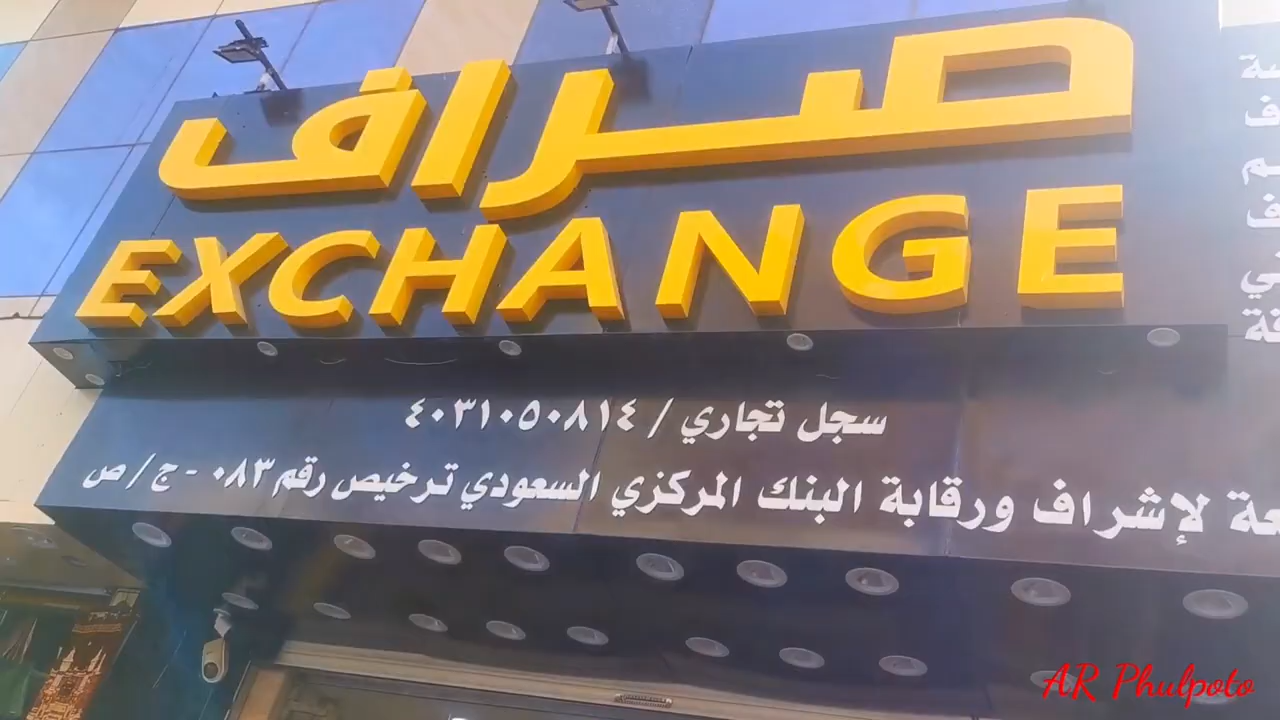 صراف
EXCHANGE
سجل تجاري / ٤٠٣١٠٥٠٨١٤
لإشراف ورقابة البنك المركزي السعودي ترخيص رقم ٠٨٣ - ج / ص
AR Phulpoto